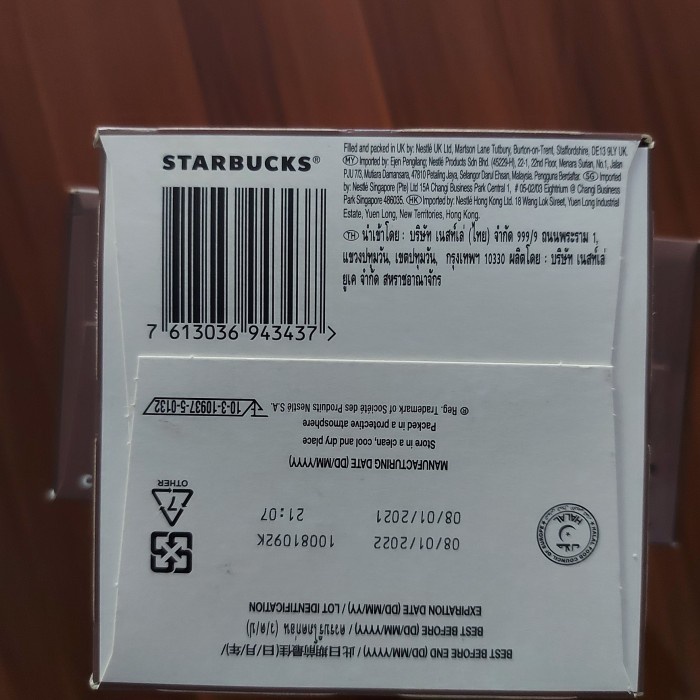 STARBUCKS®
7 613036 943437 >
Filled and packed in UK by: Nestlé UK Ltd, Martson Lane Tutbury, Burton-on-Trent, Staffordshire, DE13 9LY UK.
(MY) Imported by: Ejen Pengilang: Nestlé Products Sdn Bhd. (45229-H), 22-1, 22nd Floor, Menara Surian, No.1, Jalan
PJU 7/3, Mutiara Damansara, 47810 Petaling Jaya, Selangor Darul Ehsan, Malaysia. Pengguna Berdaftar. (SG) Imported
by: Nestlé Singapore (Pte) Ltd 15A Changi Business Park Central 1, # 05-02/03 Eightrium @ Changi Business
Park Singapore 486035. (HK) Imported by: Nestlé Hong Kong Ltd. 18 Wang Lok Street, Yuen Long Industrial
Estate, Yuen Long, New Territories, Hong Kong.
(TH) นำเข้าโดย : บริษัท เนสท์เล่ (ไทย) จำกัด 999/9 ถนนพระราม 1,
แขวงปทุมวัน, เขตปทุมวัน, กรุงเทพฯ 10330 ผลิตโดย : บริษัท เนสท์เล่
ยูเค จำกัด สหราชอาณาจักร
BEST BEFORE END (DD/MM/YYYY) / 此日期前最佳(日/月/年)/
BEST BEFORE (DD/MM/YYYY) / ควรบริโภคก่อน (ว/ด/ป)
EXPIRATION DATE (DD/MM/YY) / LOT IDENTIFICATION
08/01/2022 10081092K
08/01/2021 21:07
HALAL
HALAL FOOD COUNCIL OF EUROPE
7
OTHER
MANUFACTURING DATE (DD/MM/YYYY)
Store in a clean, cool and dry place
Packed in a protective atmosphere
® Reg. Trademark of Société des Produits Nestlé S.A.
10-3-10937-5-0132